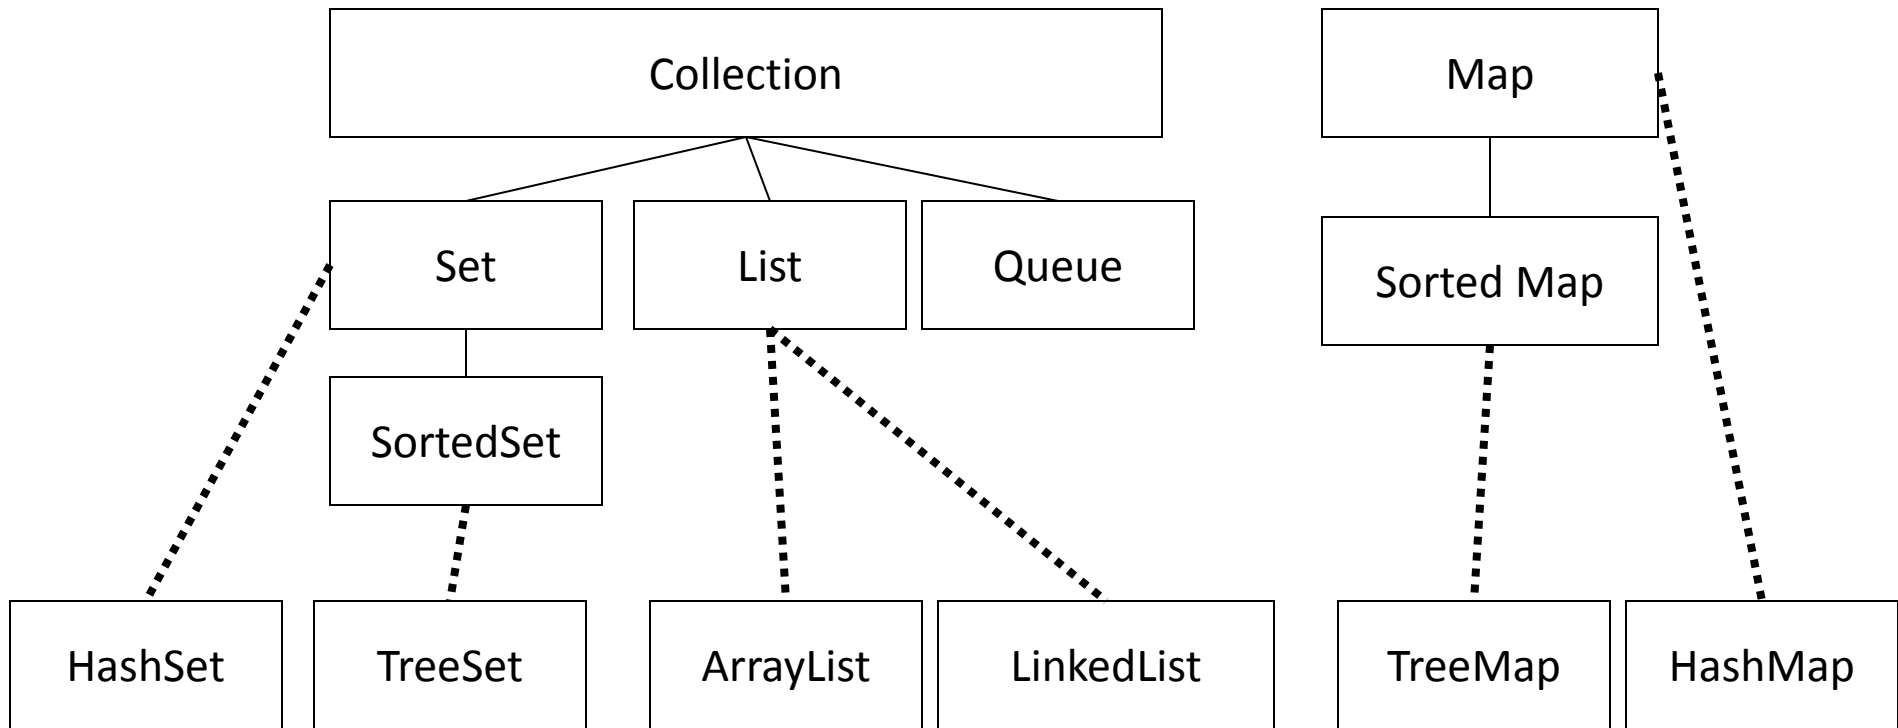 Collection
Map
Set
List
Queue
Sorted Map
SortedSet
HashSet
TreeSet
ArrayList
LinkedList
TreeMap
HashMap